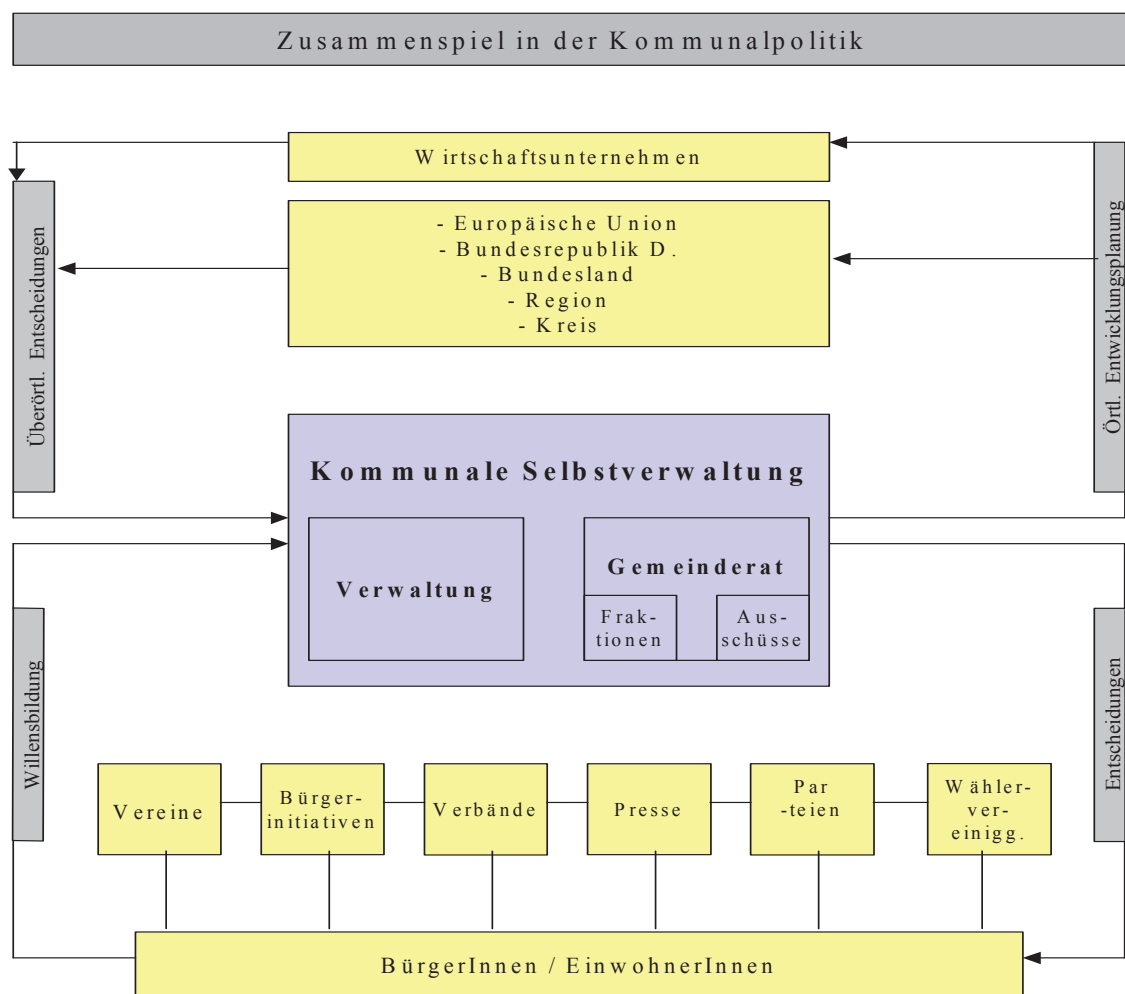 Zusammenspiel in der Kommunalpolitik
Wirtschaftsunternehmen
- Europäische Union
- Bundesrepublik D.
- Bundesland
- Region
- Kreis
Überörtl. Entscheidungen
Örtl. Entwicklungsplanung
Kommunale Selbstverwaltung
Verwaltung
Gemeinderat
Frak-
tionen
Aus-
schüsse
Willensbildung
Entscheidungen
Vereine
Bürger-
initiativen
Verbände
Presse
Par
-teien
Wähler-
ver-
einigg.
BürgerInnen / EinwohnerInnen